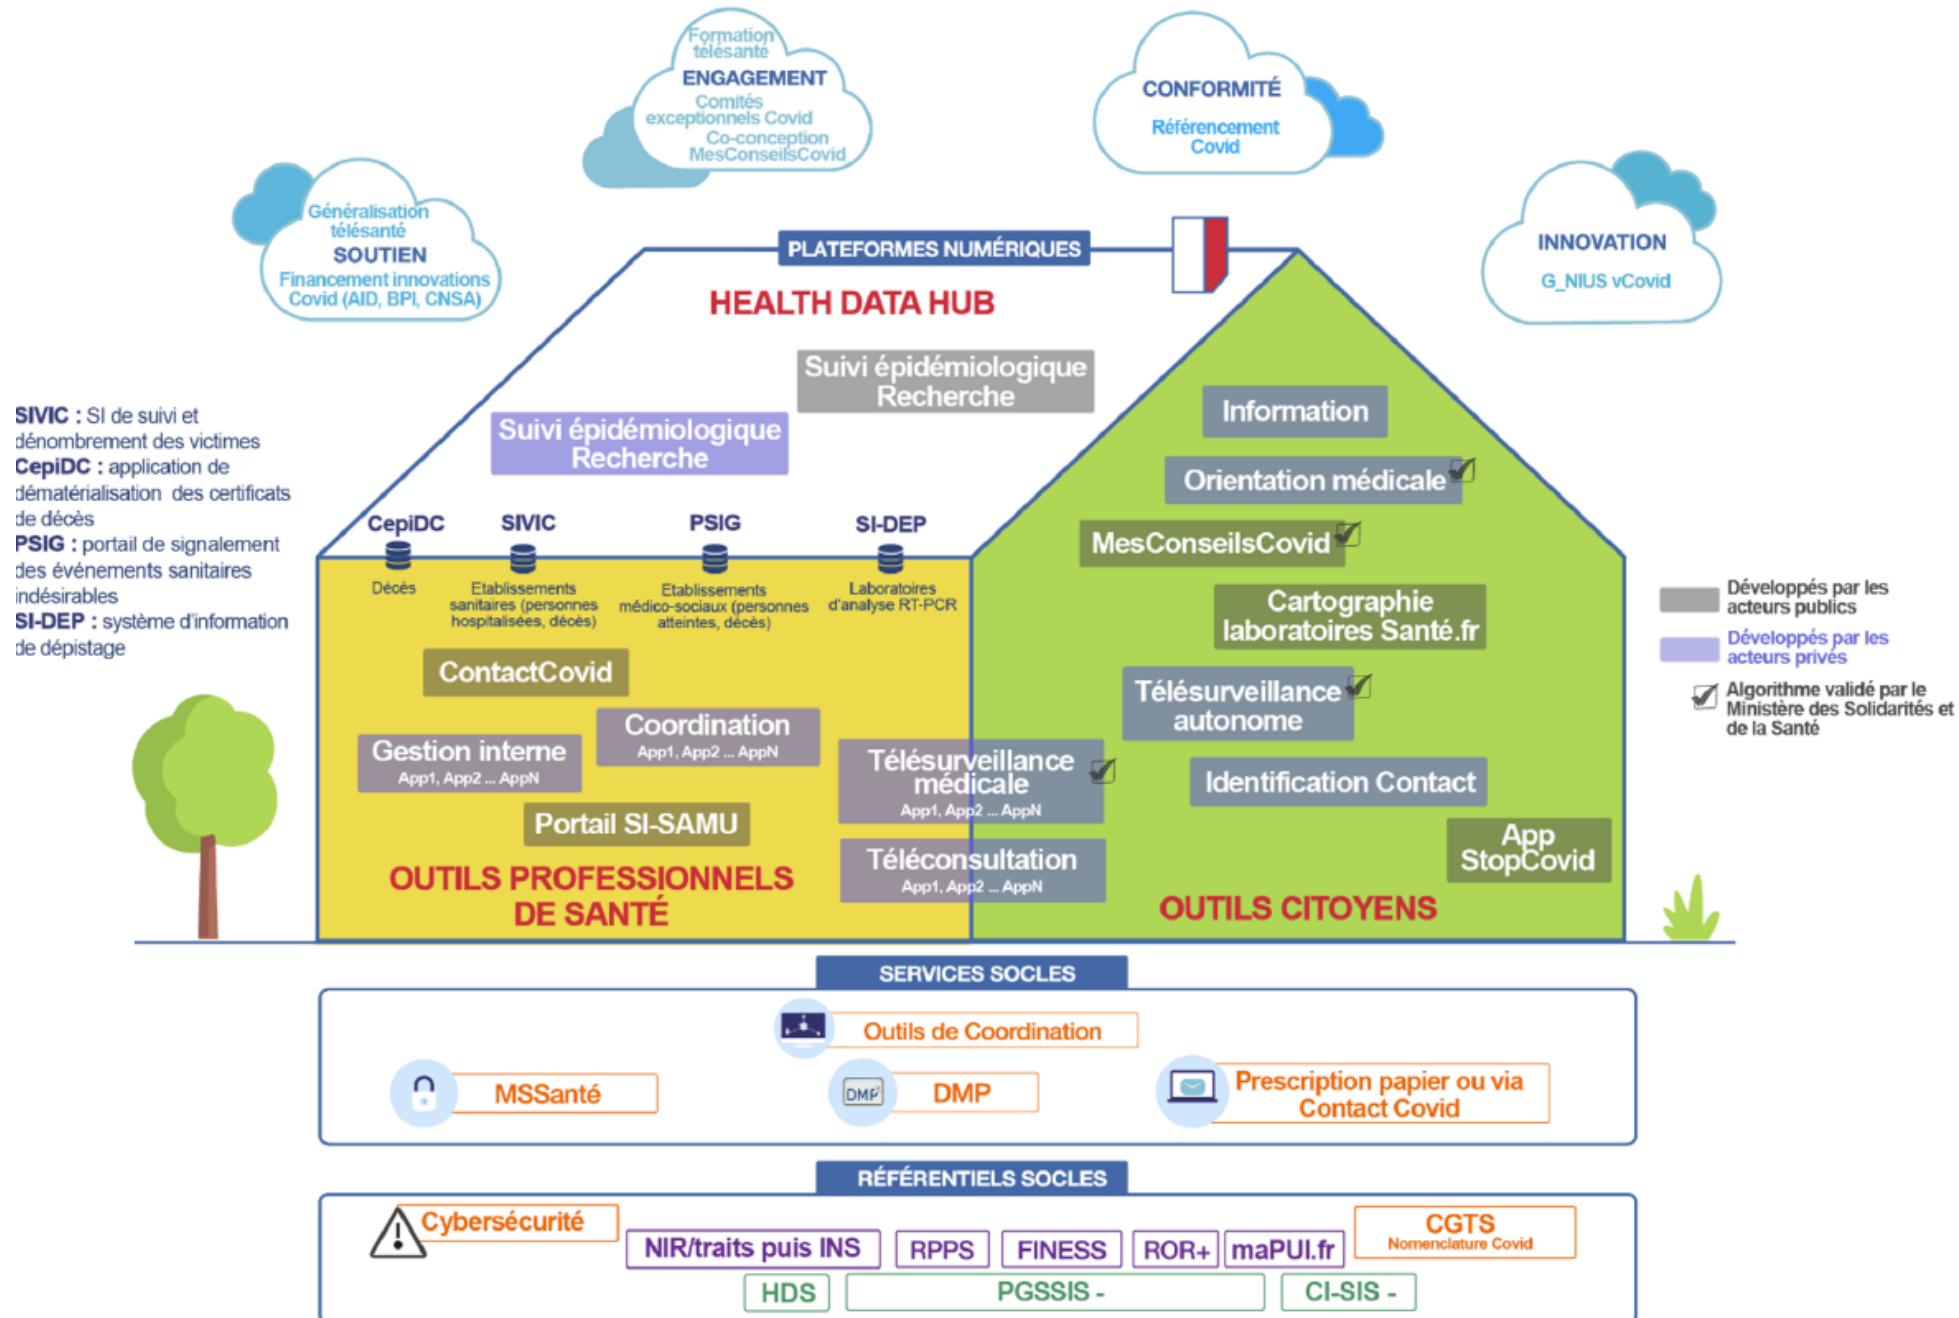 Formation
télésanté
ENGAGEMENT
Comités
exceptionnels Covid
Co-conception
MesConseilsCovid
CONFORMITÉ
Référencement
Covid
Généralisation
télésanté
SOUTIEN
Financement innovations
Covid (AID, BPI, CNSA)
INNOVATION
G_NIUS vCovid
PLATEFORMES NUMÉRIQUES
HEALTH DATA HUB
Suivi épidémiologique
Recherche
Suivi épidémiologique
Recherche
SIVIC : SI de suivi et
dénombrement des victimes
CepiDC : application de
dématérialisation des certificats
de décès
PSIG : portail de signalement
des événements sanitaires
indésirables
SI-DEP : système d'information
de dépistage
CepiDC
SIVIC
PSIG
SI-DEP
Décès
Etablissements
sanitaires (personnes
hospitalisées, décès)
Etablissements
médico-sociaux (personnes
atteintes, décès)
Laboratoires
d'analyse RT-PCR
ContactCovid
Coordination
App1, App2 ... AppN
Gestion interne
App1, App2 ... AppN
Portail SI-SAMU
Télésurveillance
médicale
App1, App2 ... AppN
Téléconsultation
App1, App2 ... AppN
OUTILS PROFESSIONNELS
DE SANTÉ
Information
Orientation médicale
MesConseilsCovid
Cartographie
laboratoires Santé.fr
Télésurveillance
autonome
Identification Contact
App
StopCovid
OUTILS CITOYENS
Développés par les
acteurs publics
Développés par les
acteurs privés
Algorithme validé par le
Ministère des Solidarités et
de la Santé
SERVICES SOCLES
Outils de Coordination
MSSanté
DMP
DMP
Prescription papier ou via
Contact Covid
RÉFÉRENTIELS SOCLES
Cybersécurité
NIR/traits puis INS
RPPS
FINESS
ROR+
maPUI.fr
CGTS
Nomenclature Covid
HDS
PGSSIS -
CI-SIS -